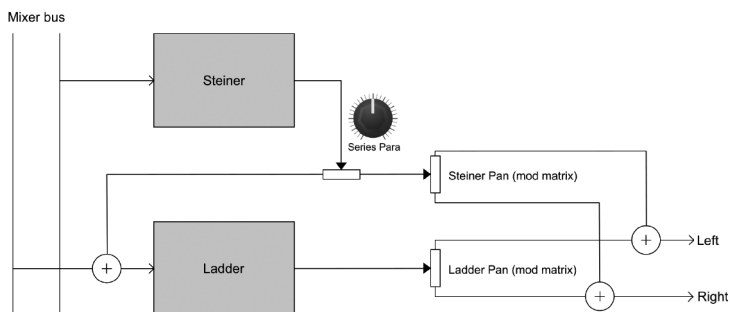 Mixer bus
Steiner
Series Para
Steiner Pan (mod matrix)
Left
Ladder
Ladder Pan (mod matrix)
Right